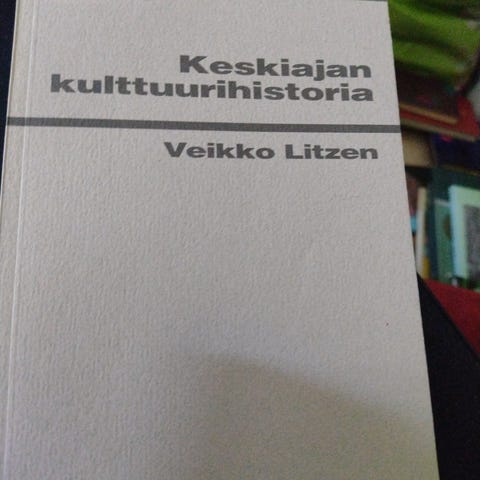 Keskiajan
kulttuurihistoria
Veikko Litzen